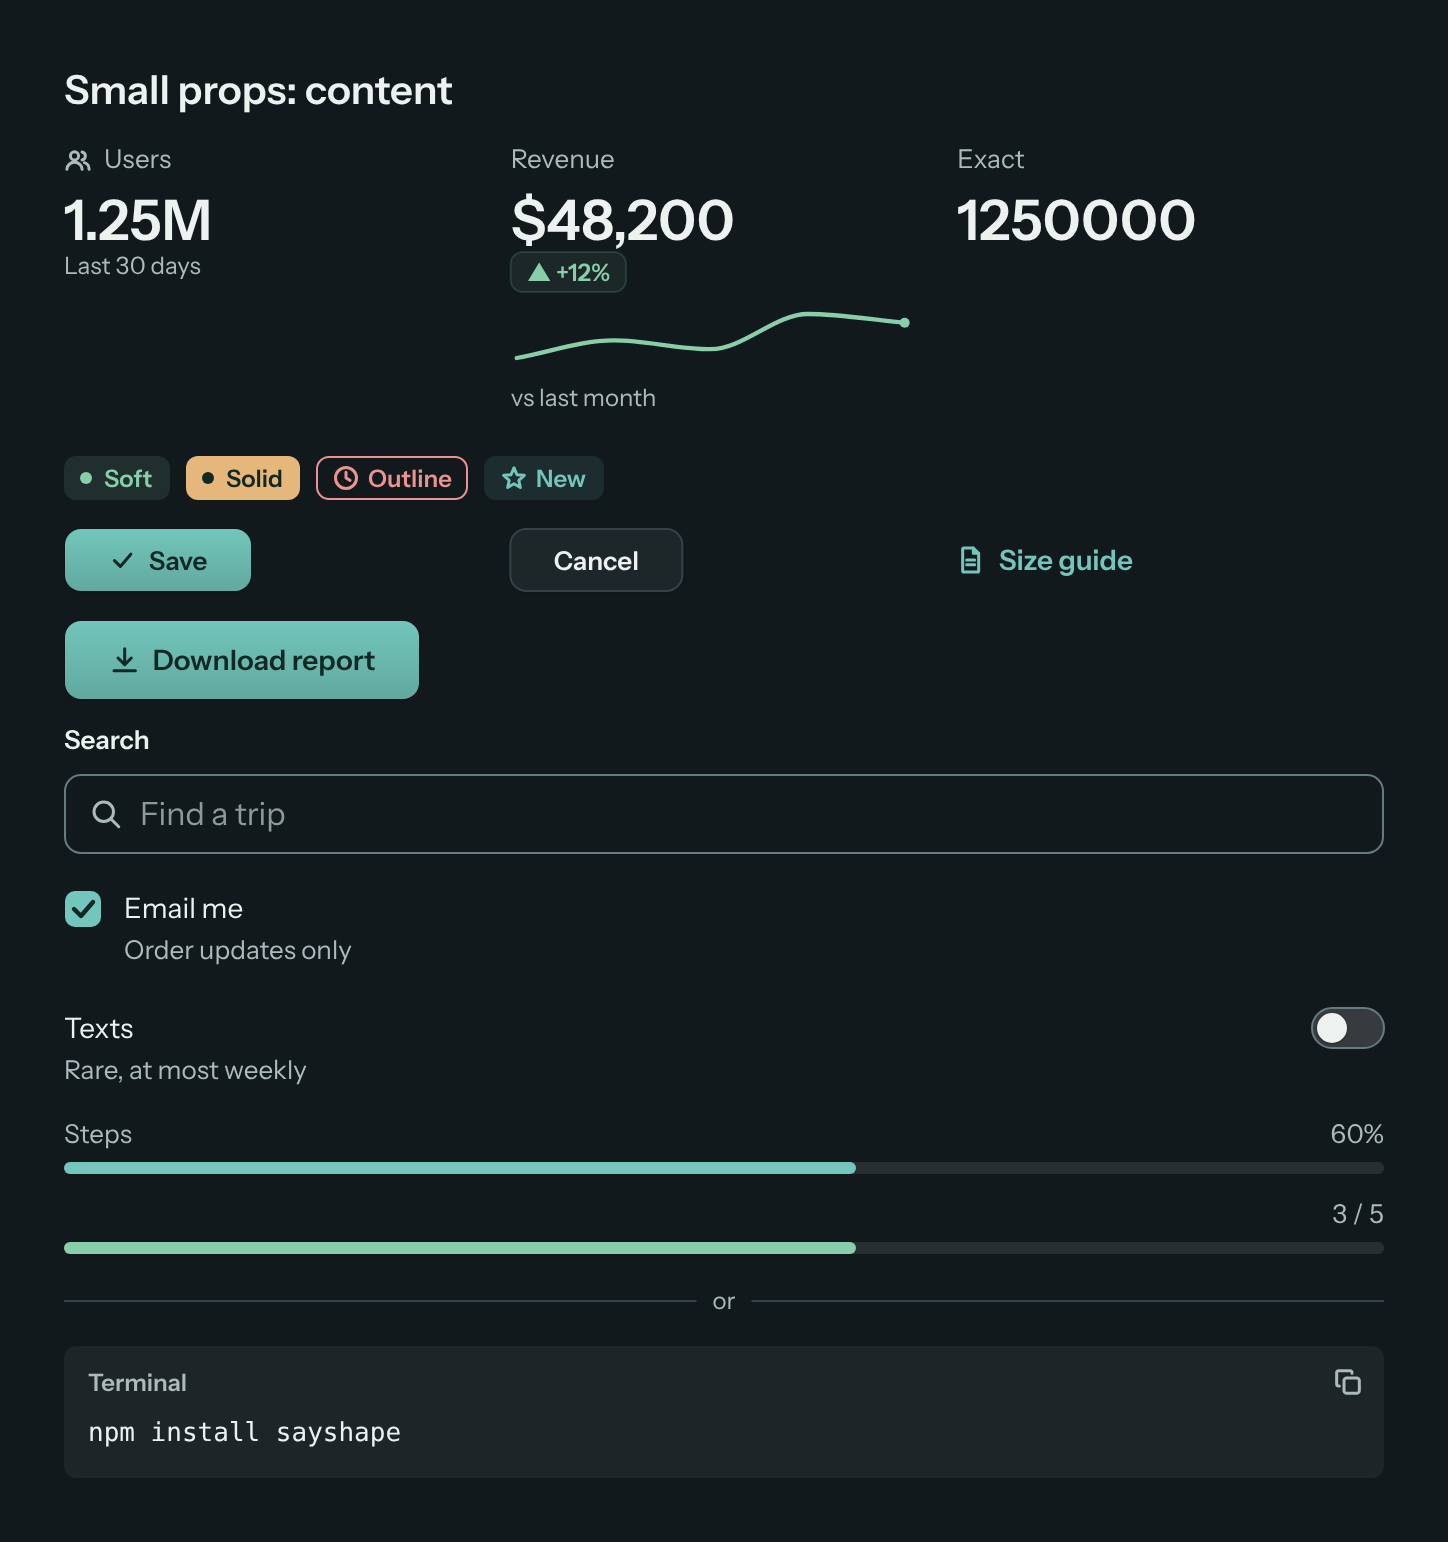 Small props: content
Users
Revenue
Exact
1.25M
$48,200
1250000
Last 30 days
+12%
vs last month
Soft
Solid
Outline
New
Save
Cancel
Size guide
Download report
Search
Find a trip
Email me
Order updates only
Texts
Rare, at most weekly
Steps
60%
3 / 5
or
Terminal
npm install sayshape